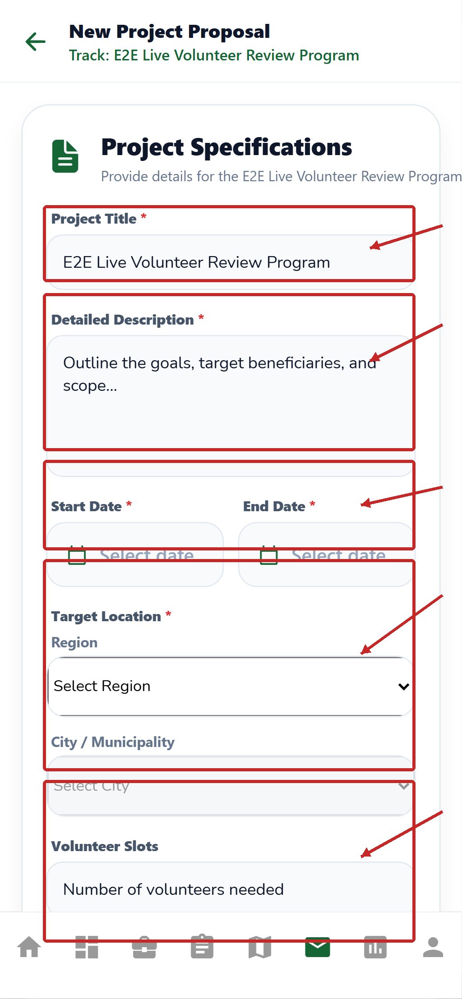 New Project Proposal
Track: E2E Live Volunteer Review Program
Project Specifications
Provide details for the E2E Live Volunteer Review Program
Project Title *
E2E Live Volunteer Review Program
Detailed Description *
Outline the goals, target beneficiaries, and
scope...
Start Date *
End Date *
Select date
Select date
Target Location *
Region
Select Region
City / Municipality
Select City
Volunteer Slots
Number of volunteers needed